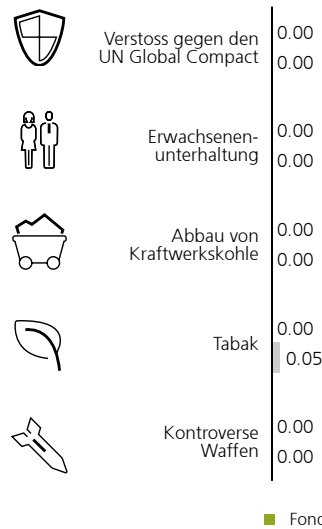 Verstoss gegen den
UN Global Compact
0.00
0.00
Erwachsenen-
unterhaltung
0.00
0.00
Abbau von
Kraftwerkskohle
0.00
0.00
Tabak
0.00
0.05
Kontroverse
Waffen
0.00
0.00